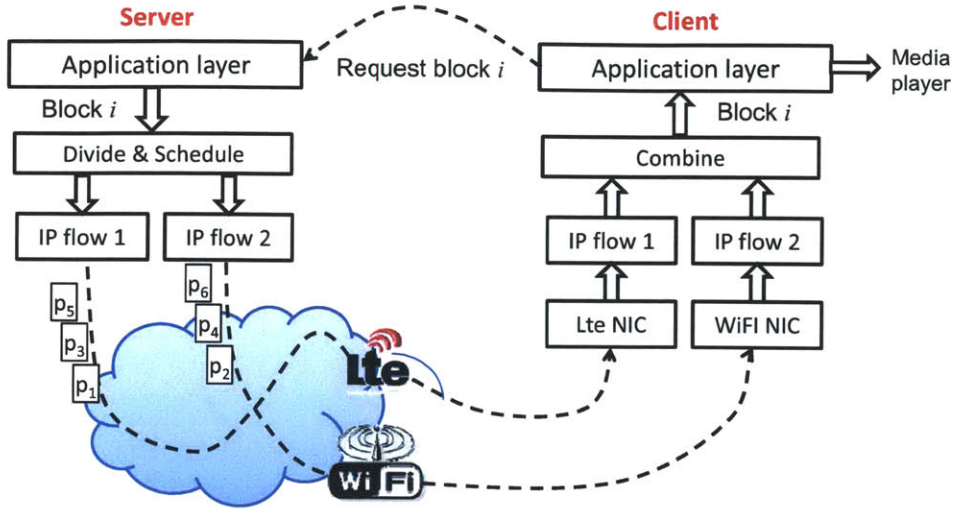 Server
Client
Application layer
Request block i
Application layer
Media
player
Block i
Block i
Divide & Schedule
Combine
IP flow 1
IP flow 2
IP flow 1
IP flow 2
p5
p6
p3
p4
p1
p2
Lte NIC
WiFI NIC
Lte
Wi Fi